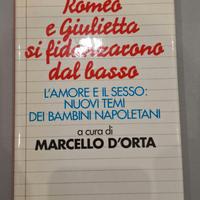 Romeo
e Giulietta
si fidanzarono
dal basso
L'AMORE E IL SESSO:
NUOVI TEMI
DEI BAMBINI NAPOLETANI
a cura di
MARCELLO D'ORTA